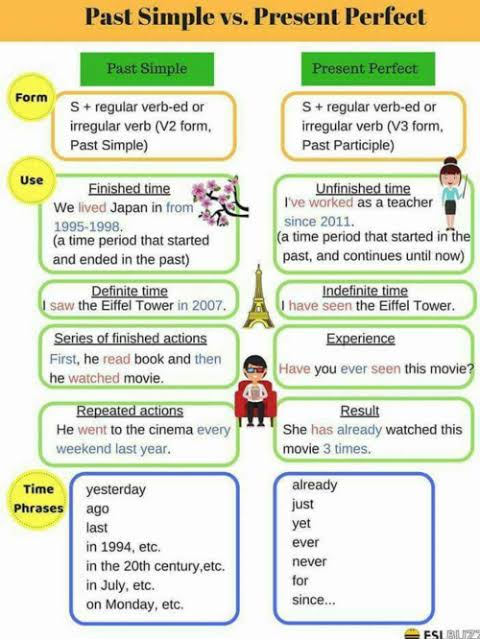 Past Simple vs. Present Perfect
Past Simple
Present Perfect
Form
S + regular verb-ed or
irregular verb (V2 form,
Past Simple)
S + regular verb-ed or
irregular verb (V3 form,
Past Participle)
Use
Finished time
We lived Japan in from
1995-1998.
(a time period that started
and ended in the past)
Unfinished time
I've worked as a teacher
since 2011.
(a time period that started in the
past, and continues until now)
Definite time
I saw the Eiffel Tower in 2007.
Indefinite time
I have seen the Eiffel Tower.
Series of finished actions
First, he read book and then
he watched movie.
Experience
Have you ever seen this movie?
Repeated actions
He went to the cinema every
weekend last year.
Result
She has already watched this
movie 3 times.
Time
Phrases
yesterday
ago
last
in 1994, etc.
in the 20th century,etc.
in July, etc.
on Monday, etc.
already
just
yet
ever
never
for
since...
ESLBUZZ